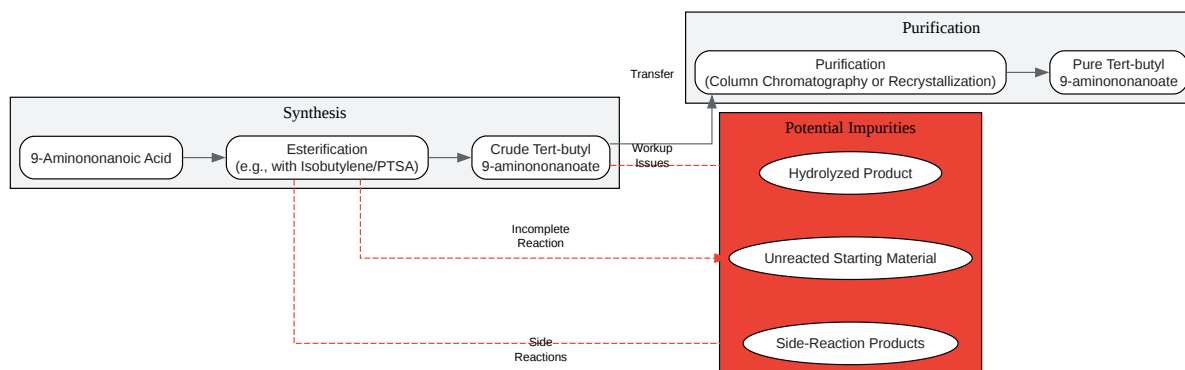 Purification
Purification
(Column Chromatography or Recrystallization)
Pure Tert-butyl
9-aminononanoate
Transfer
Synthesis
9-Aminononanoic Acid
Esterification
(e.g., with Isobutylene/PTSA)
Crude Tert-butyl
9-aminononanoate
Workup
Issues
Potential Impurities
Hydrolyzed Product
Incomplete
Reaction
Unreacted Starting Material
Side
Reactions
Side-Reaction Products